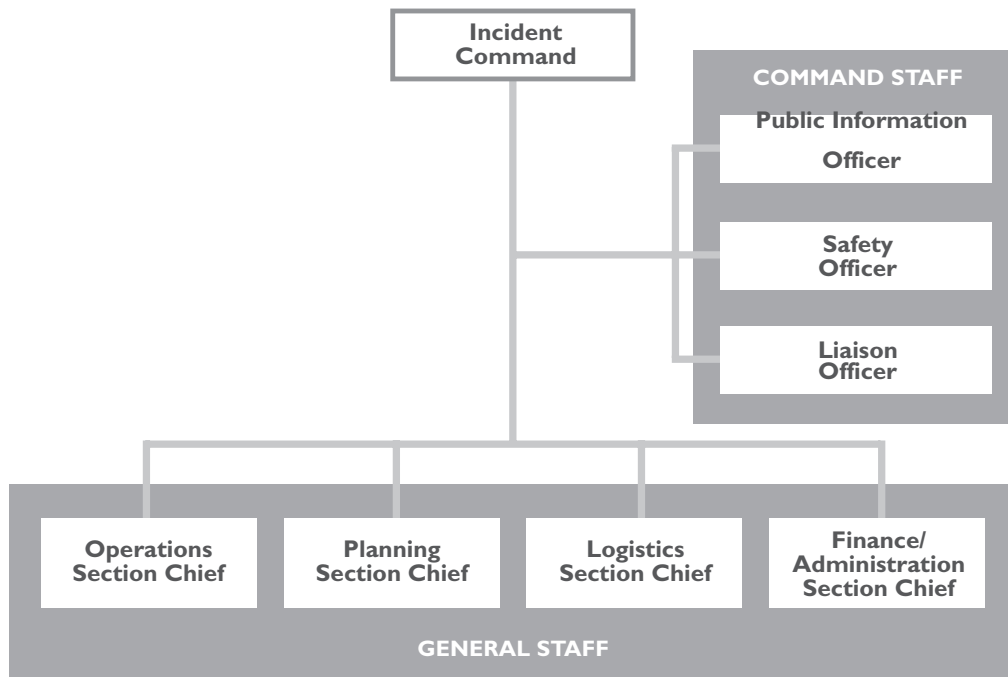 Incident
Command
COMMAND STAFF
Public Information
Officer
Safety
Officer
Liaison
Officer
Operations
Section Chief
Planning
Section Chief
Logistics
Section Chief
Finance/
Administration
Section Chief
GENERAL STAFF